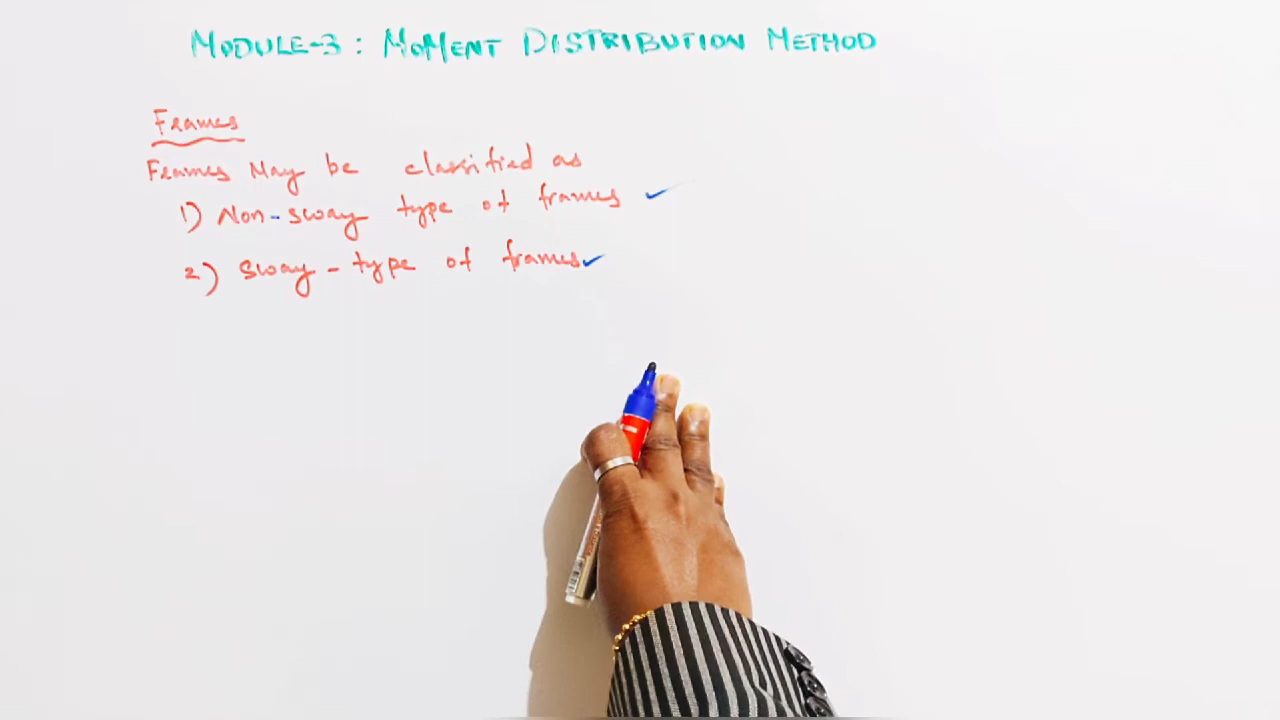 MODULE-3 : MOMENT DISTRIBUTION METHOD
Frames
Frames May be classified as
1) Non-sway type of frames
2) Sway-type of frames